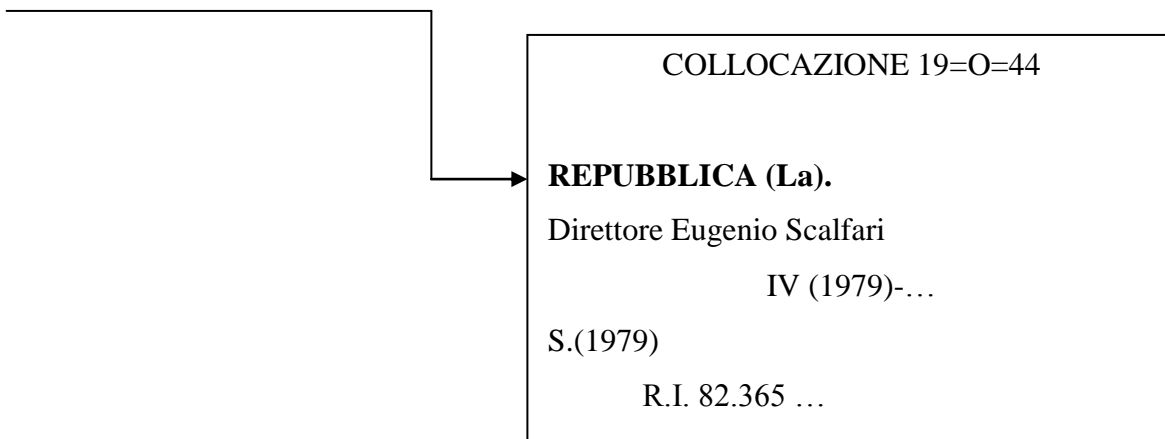 COLLOCAZIONE 19=O=44
REPUBBLICA (La).
Direttore Eugenio Scalfari
IV (1979)-…
S.(1979)
R.I. 82.365 …